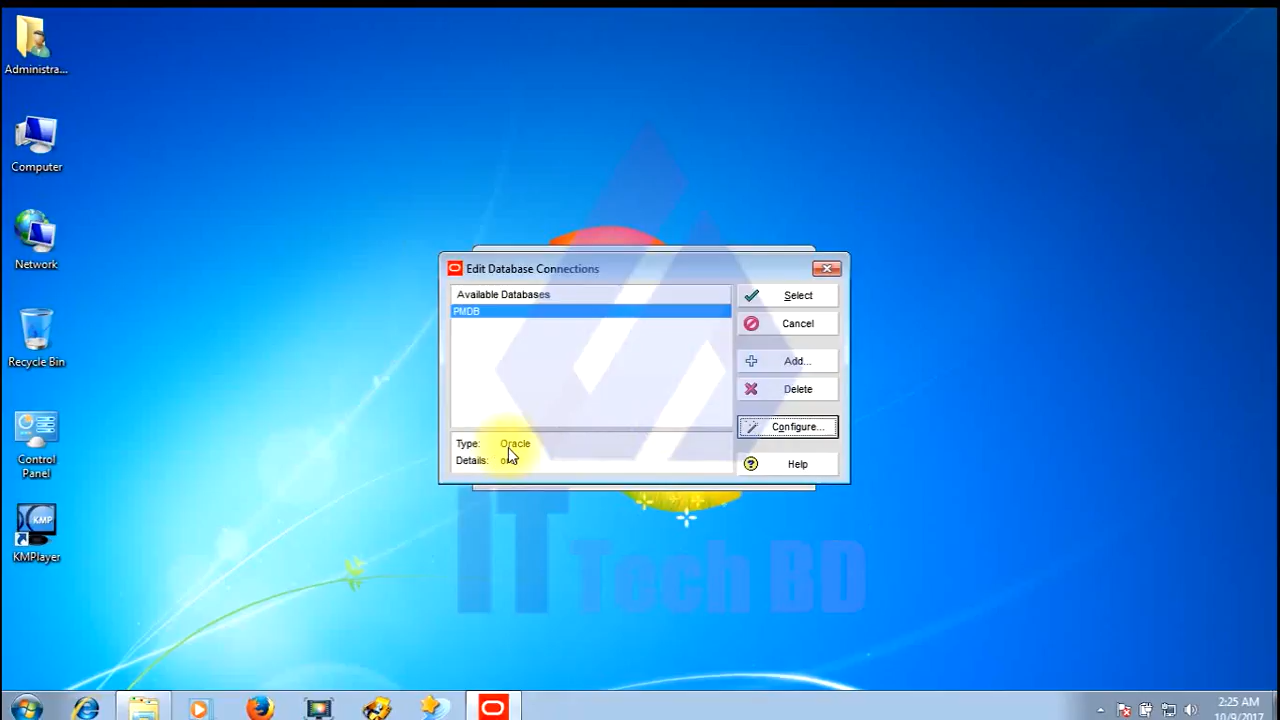 Administra...
Computer
Network
Recycle Bin
Control
Panel
KMP
KMPlayer
Edit Database Connections
Available Databases
PMDB
Type: Oracle
Details:
Select
Cancel
Add...
Delete
Configure...
Help
IT Tech BD
2:25 AM
10/9/2017